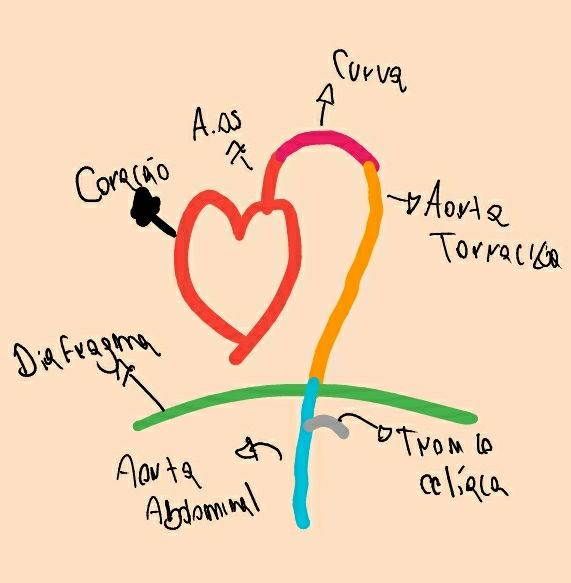 Curva
A.as
Coração
Aorta
Torracica
Diafragma
Aorta
Abdominal
Tronco
celíaca